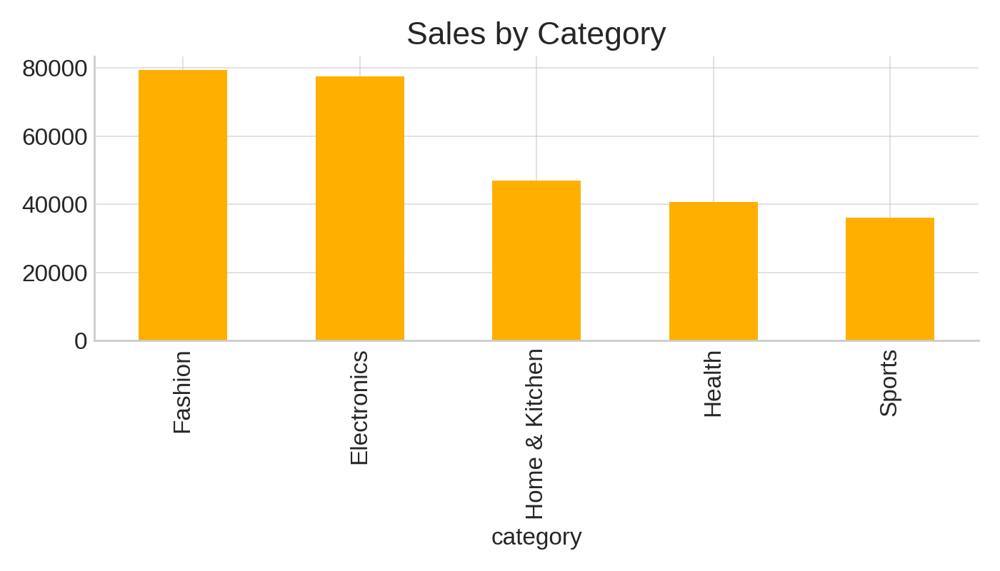 Sales by Category
80000
60000
40000
20000
0
Fashion
Electronics
Home & Kitchen
Health
Sports
category